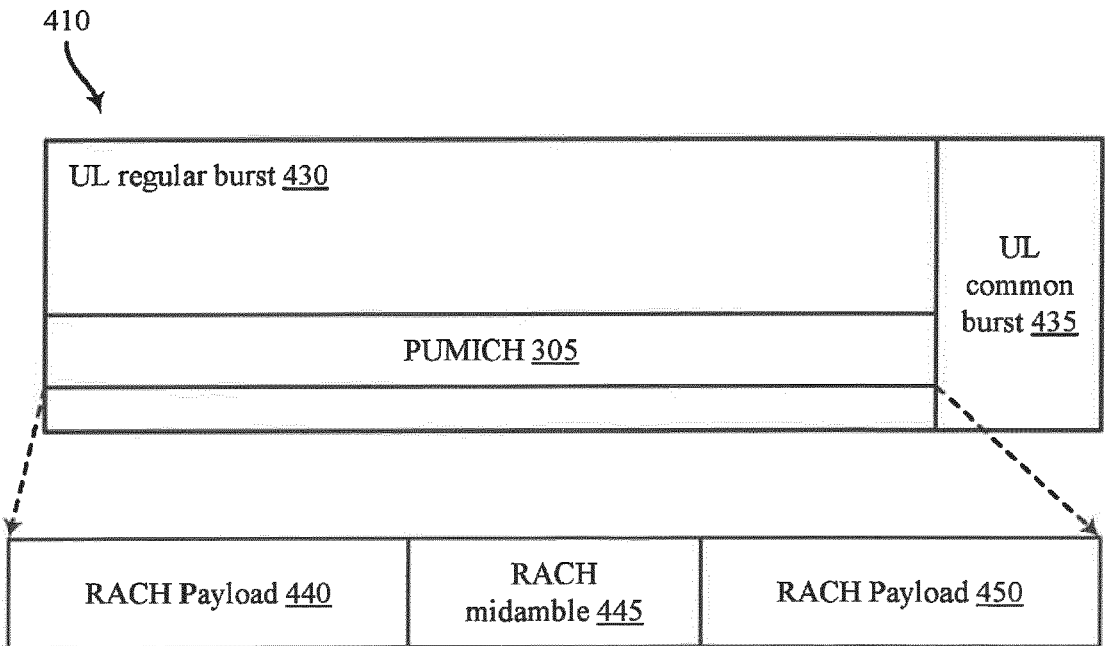 410
UL regular burst 430
UL
common
burst 435
PUMICH 305
RACH Payload 440
RACH
midamble 445
RACH Payload 450